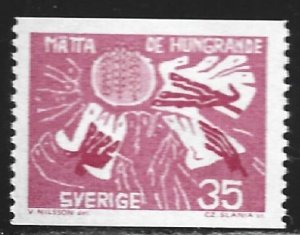 MÄTTA DE HUNGRANDE
SVERIGE 35
V. NILSSON del. CZ. SLANIA sc.